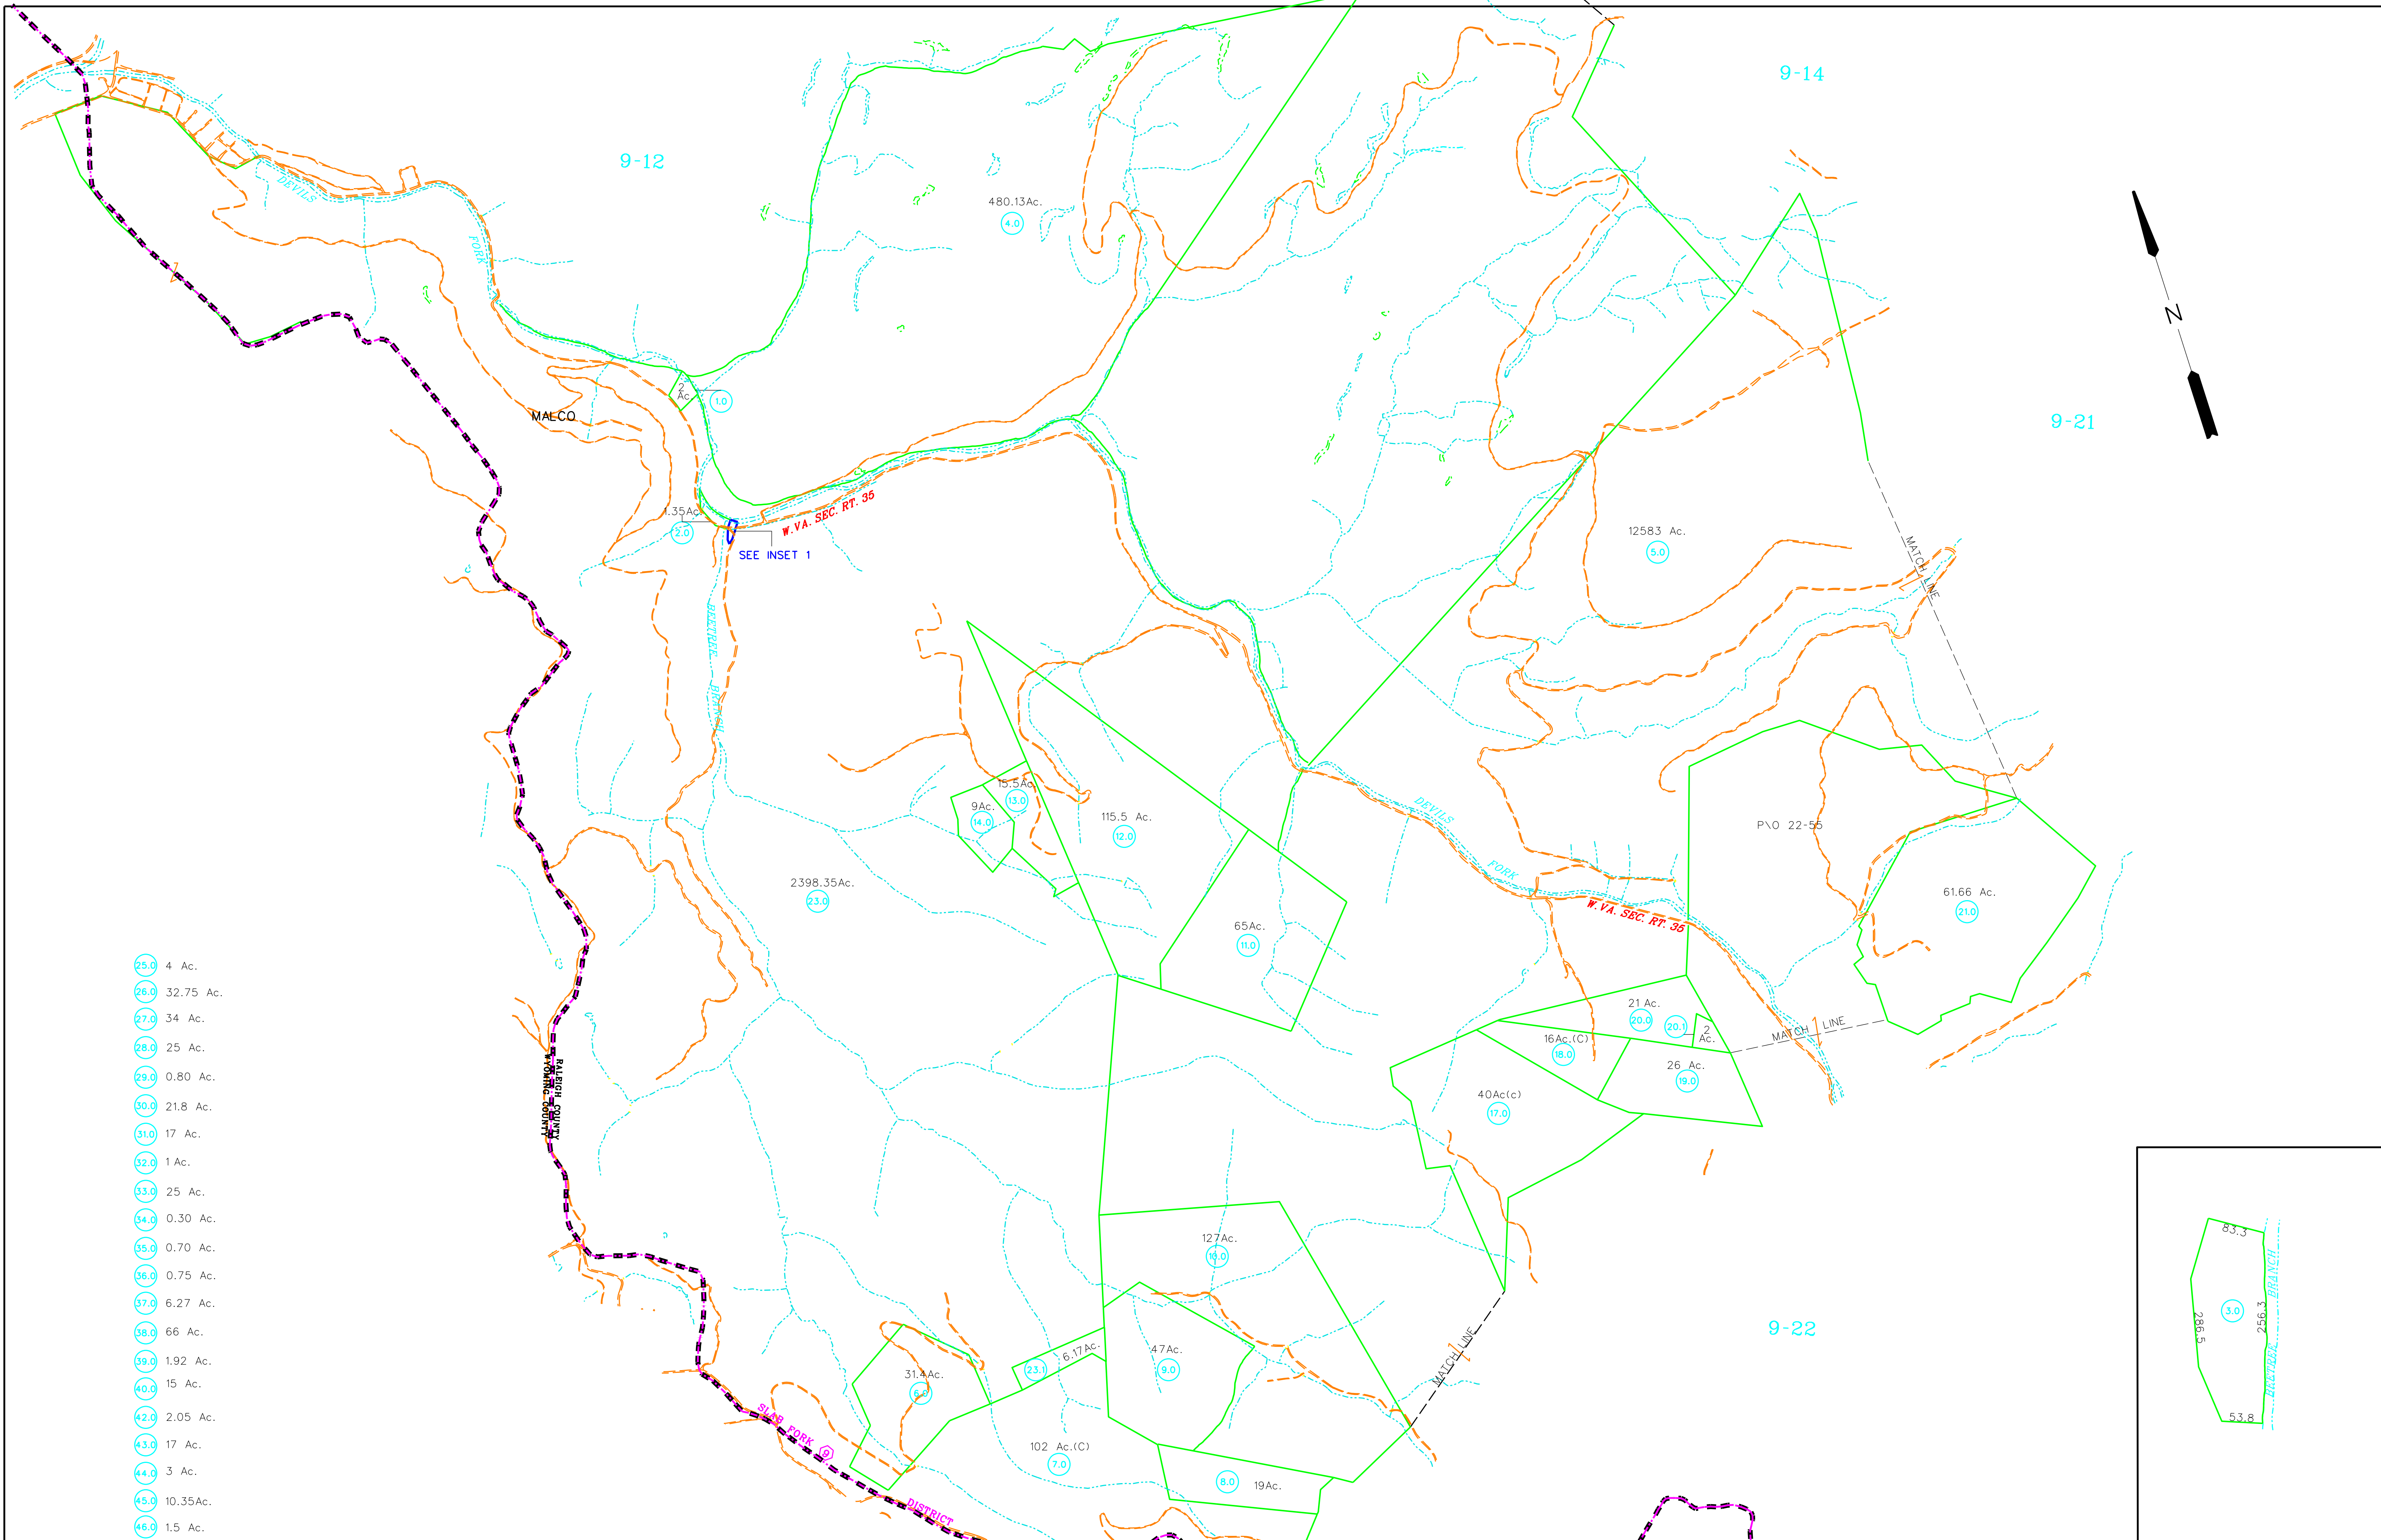 9-14
9-12
DEVILS
FORK
480.13Ac.
4.0
N
9-21
2
Ac.
1.0
MALCO
1.35Ac.
2.0
W.VA. SEC. RT. 35
SEE INSET 1
12583 Ac.
5.0
MATCH LINE
BEETREE BRANCH
15.5Ac.
13.0
9Ac.
14.0
115.5 Ac.
12.0
DEVILS
FORK
P\O 22-55
2398.35Ac.
23.0
61.66 Ac.
21.0
W.VA. SEC. RT. 35
65Ac.
11.0
25.0 4 Ac.
26.0 32.75 Ac.
27.0 34 Ac.
28.0 25 Ac.
29.0 0.80 Ac.
30.0 21.8 Ac.
31.0 17 Ac.
32.0 1 Ac.
33.0 25 Ac.
34.0 0.30 Ac.
35.0 0.70 Ac.
36.0 0.75 Ac.
37.0 6.27 Ac.
38.0 66 Ac.
39.0 1.92 Ac.
40.0 15 Ac.
42.0 2.05 Ac.
43.0 17 Ac.
44.0 3 Ac.
45.0 10.35Ac.
46.0 1.5 Ac.
RALEIGH COUNTY
WYOMING COUNTY
21 Ac.
20.0
20.1
2
Ac.
MATCH LINE
16Ac.(C)
18.0
26 Ac.
19.0
40Ac(c)
17.0
127Ac.
10.0
9-22
MATCH LINE
47Ac.
9.0
6.17Ac.
23.1
31.4Ac.
6.0
SLAB FORK 9
DISTRICT
102 Ac.(C)
7.0
8.0
19Ac.
83.3
3.0
286.5
256.3
53.8
BEETREE BRANCH